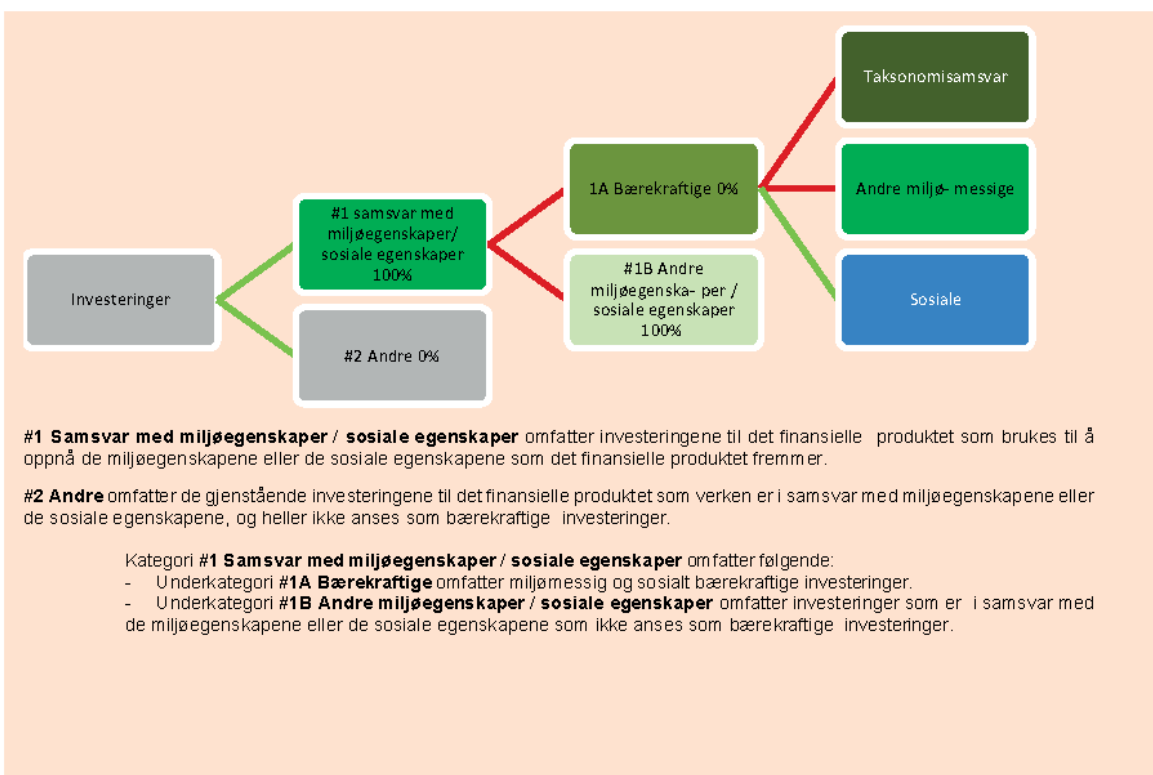 Taksonomisamsvar
1A Bærekraftige 0%
Andre miljø- messige
#1 samsvar med
miljøegenskaper/
sosiale egenskaper
100%
#1B Andre
miljøegenska- per /
sosiale egenskaper
100%
Investeringer
Sosiale
#2 Andre 0%
#1 Samsvar med miljøegenskaper / sosiale egenskaper omfatter investeringene til det finansielle produktet som brukes til å
oppnå de miljøegenskapene eller de sosiale egenskapene som det finansielle produktet fremmer.
#2 Andre omfatter de gjenstående investeringene til det finansielle produktet som verken er i samsvar med miljøegenskapene eller
de sosiale egenskapene, og heller ikke anses som bærekraftige investeringer.
Kategori #1 Samsvar med miljøegenskaper / sosiale egenskaper omfatter følgende:
- Underkategori #1A Bærekraftige omfatter miljømessig og sosialt bærekraftige investeringer.
- Underkategori #1B Andre miljøegenskaper / sosiale egenskaper omfatter investeringer som er i samsvar med
de miljøegenskapene eller de sosiale egenskapene som ikke anses som bærekraftige investeringer.